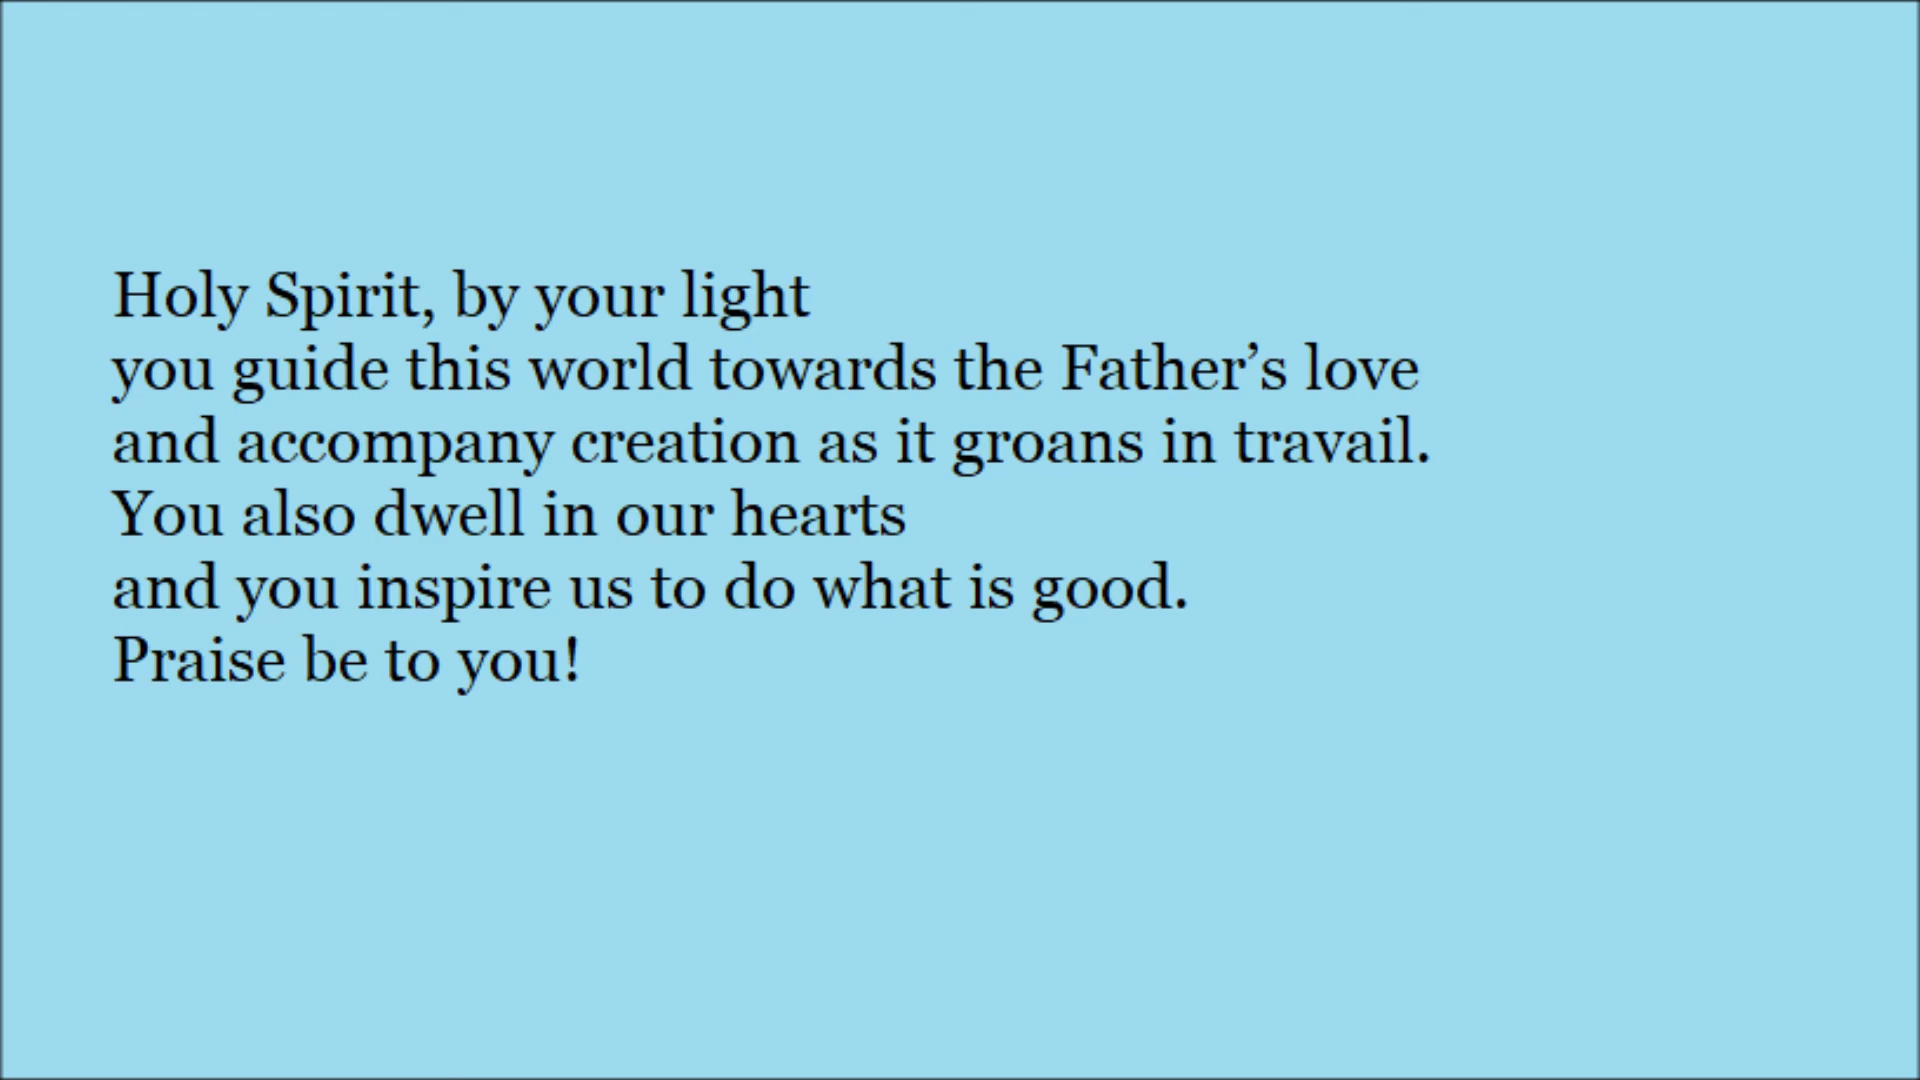 Holy Spirit, by your light
you guide this world towards the Father’s love
and accompany creation as it groans in travail.
You also dwell in our hearts
and you inspire us to do what is good.
Praise be to you!